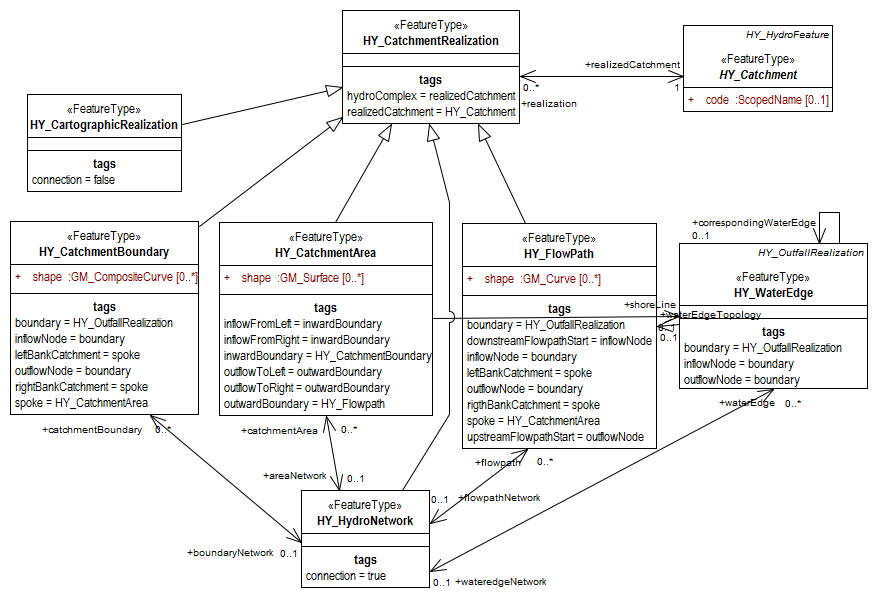 «FeatureType»
HY_CatchmentRealization
tags
hydroComplex = realizedCatchment
realizedCatchment = HY_Catchment
+realizedCatchment
0..*
1
+realization
HY_HydroFeature
«FeatureType»
HY_Catchment
+ code :ScopedName [0..1]
«FeatureType»
HY_CartographicRealization
tags
connection = false
«FeatureType»
HY_CatchmentBoundary
+ shape :GM_CompositeCurve [0..*]
tags
boundary = HY_OutfallRealization
inflowNode = boundary
leftBankCatchment = spoke
outflowNode = boundary
rightBankCatchment = spoke
spoke = HY_CatchmentArea
«FeatureType»
HY_CatchmentArea
+ shape :GM_Surface [0..*]
tags
inflowFromLeft = inwardBoundary
inflowFromRight = inwardBoundary
inwardBoundary = HY_CatchmentBoundary
outflowToLeft = outwardBoundary
outflowToRight = outwardBoundary
outwardBoundary = HY_Flowpath
«FeatureType»
HY_FlowPath
+ shape :GM_Curve [0..*]
tags
boundary = HY_OutfallRealization
downstreamFlowpathStart = inflowNode
inflowNode = boundary
leftBankCatchment = spoke
outflowNode = boundary
rigthBankCatchment = spoke
spoke = HY_CatchmentArea
upstreamFlowpathStart = outflowNode
+correspondingWaterEdge
0..1
HY_OutfallRealization
«FeatureType»
HY_WaterEdge
tags
boundary = HY_OutfallRealization
inflowNode = boundary
outflowNode = boundary
+shoreLine
+waterEdgeTopology
0..1
0..1
+catchmentBoundary
0..*
+catchmentArea
0..*
+flowpath
0..*
+waterEdge
0..*
+areaNetwork
0..1
0..1
+flowpathNetwork
«FeatureType»
HY_HydroNetwork
tags
connection = true
+boundaryNetwork
0..1
0..1
+wateredgeNetwork